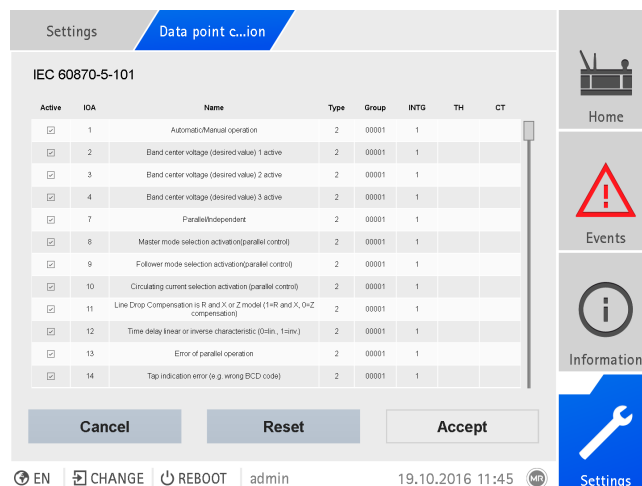 Settings
Data point c...ion
IEC 60870-5-101
Active IOA Name Type Group INTG TH CT
1 Automatic/Manual operation 2 00001 1
2 Band center voltage (desired value) 1 active 2 00001 1
3 Band center voltage (desired value) 2 active 2 00001 1
4 Band center voltage (desired value) 3 active 2 00001 1
7 Parallel/Independent 2 00001 1
8 Master mode selection activation(parallel control) 2 00001 1
9 Follower mode selection activation(parallel control) 2 00001 1
10 Circulating current selection activation (parallel control) 2 00001 1
11 Line Drop Compensation is R and X or Z model (1=R and X, 0=Z
compensation) 2 00001 1
12 Time delay linear or inverse characteristic (0=lin., 1=inv.) 2 00001 1
13 Error of parallel operation 2 00001 1
14 Tap indication error (e.g. wrong BCD code) 2 00001 1
Cancel
Reset
Accept
Home
Events
Information
Settings
EN CHANGE REBOOT admin 19.10.2016 11:45 MR